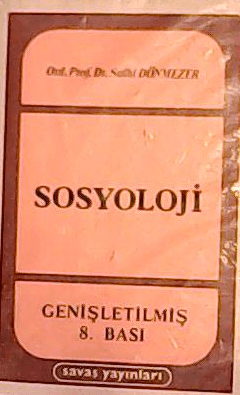 Ord. Prof. Dr. Sulhi DÖNMEZER
SOSYOLOJİ
GENİŞLETİLMİŞ
8. BASI
savaş yayınları